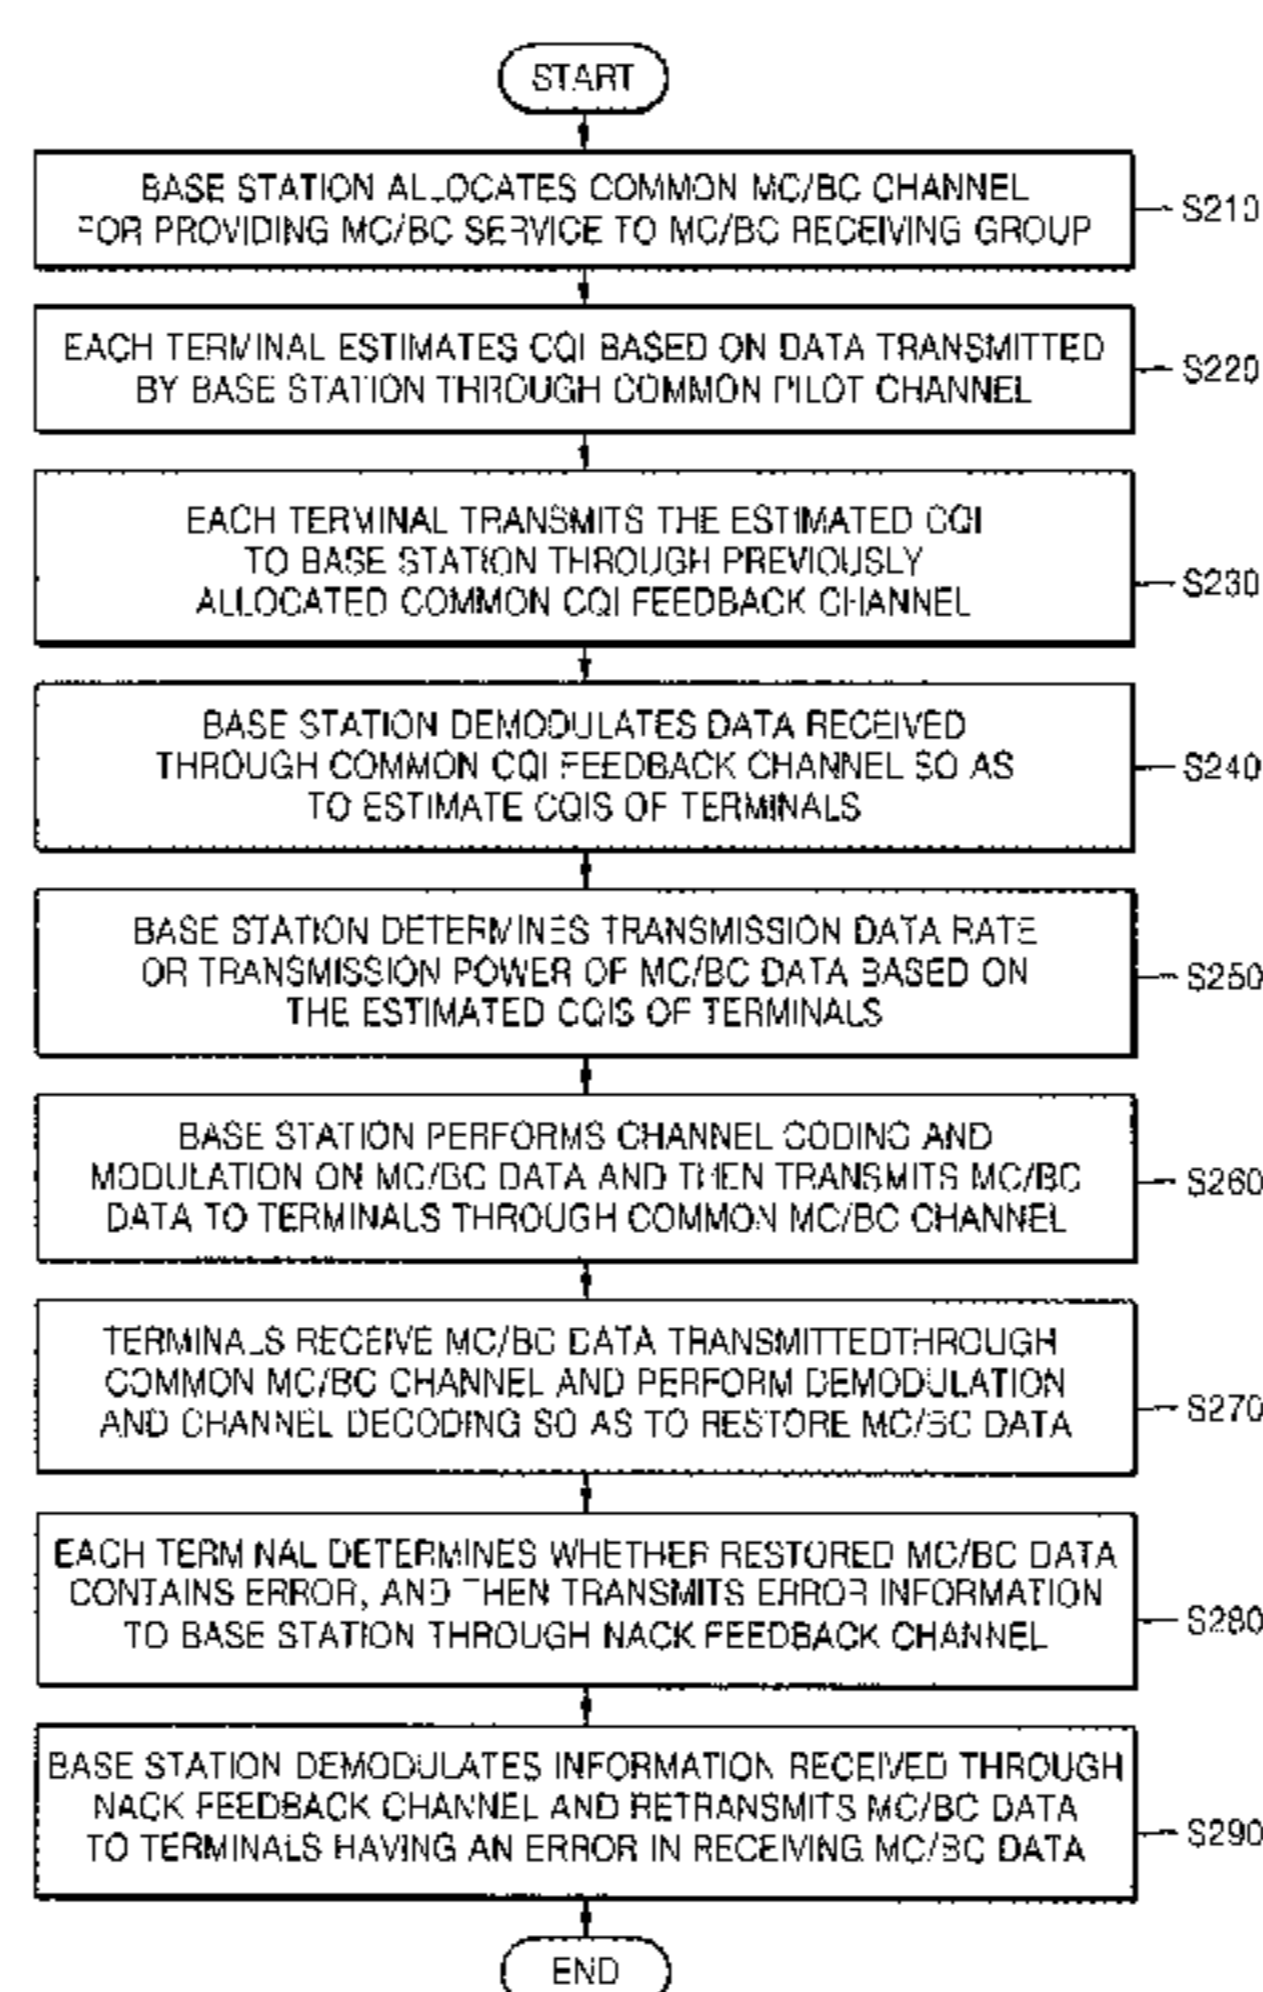 START
BASE STATION ALLOCATES COMMON MC/BC CHANNEL
FOR PROVIDING MC/BC SERVICE TO MC/BC RECEIVING GROUP
S210
EACH TERMINAL ESTIMATES CQI BASED ON DATA TRANSMITTED
BY BASE STATION THROUGH COMMON PILOT CHANNEL
S220
EACH TERMINAL TRANSMITS THE ESTIMATED CQI
TO BASE STATION THROUGH PREVIOUSLY
ALLOCATED COMMON CQI FEEDBACK CHANNEL
S230
BASE STATION DEMODULATES DATA RECEIVED
THROUGH COMMON CQI FEEDBACK CHANNEL SO AS
TO ESTIMATE CQIS OF TERMINALS
S240
BASE STATION DETERMINES TRANSMISSION DATA RATE
OR TRANSMISSION POWER OF MC/BC DATA BASED ON
THE ESTIMATED CQIS OF TERMINALS
S250
BASE STATION PERFORMS CHANNEL CODING AND
MODULATION ON MC/BC DATA AND THEN TRANSMITS MC/BC
DATA TO TERMINALS THROUGH COMMON MC/BC CHANNEL
S260
TERMINALS RECEIVE MC/BC DATA TRANSMITTEDTHROUGH
COMMON MC/BC CHANNEL AND PERFORM DEMODULATION
AND CHANNEL DECODING SO AS TO RESTORE MC/BC DATA
S270
EACH TERMINAL DETERMINES WHETHER RESTORED MC/BC DATA
CONTAINS ERROR, AND THEN TRANSMITS ERROR INFORMATION
TO BASE STATION THROUGH NACK FEEDBACK CHANNEL
S280
BASE STATION DEMODULATES INFORMATION RECEIVED THROUGH
NACK FEEDBACK CHANNEL AND RETRANSMITS MC/BC DATA
TO TERMINALS HAVING AN ERROR IN RECEIVING MC/BC DATA
S290
END